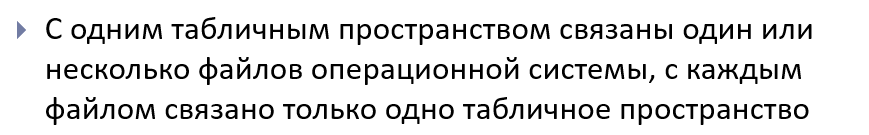 С одним табличным пространством связаны один или
несколько файлов операционной системы, с каждым
файлом связано только одно табличное пространство